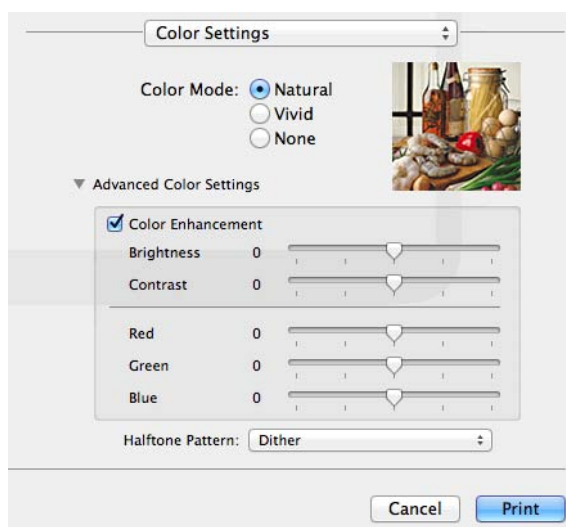 Color Settings
Color Mode: Natural
Vivid
None
Advanced Color Settings
Color Enhancement
Brightness 0
Contrast 0
Red 0
Green 0
Blue 0
Halftone Pattern: Dither
Cancel Print